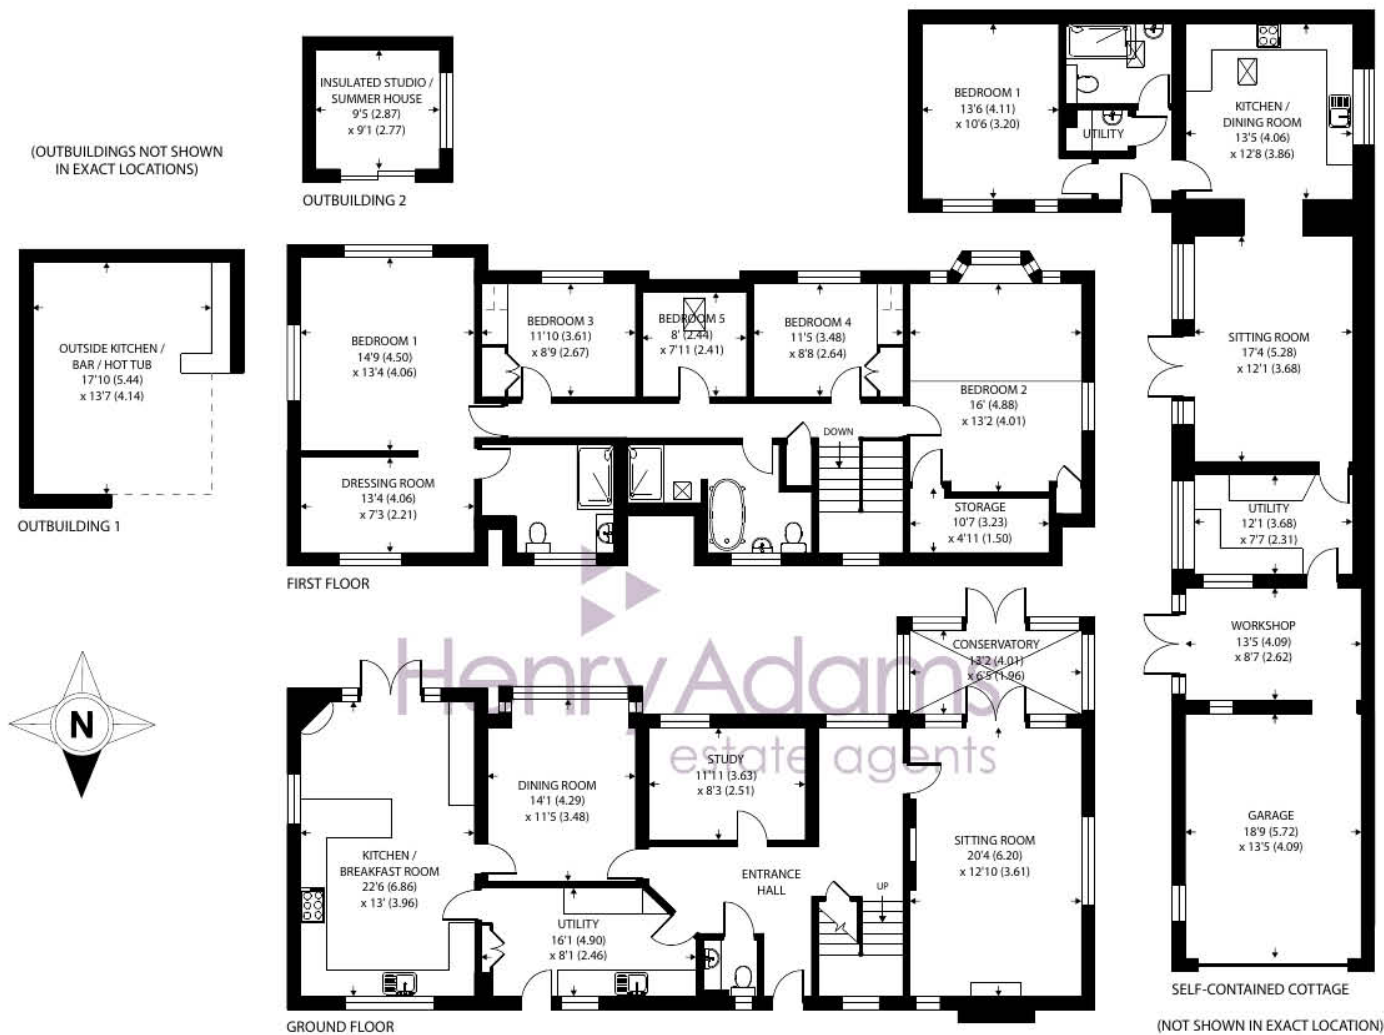 (OUTBUILDINGS NOT SHOWN
IN EXACT LOCATIONS)
INSULATED STUDIO /
SUMMER HOUSE
9'5 (2.87)
x 9'1 (2.77)
OUTBUILDING 2
OUTSIDE KITCHEN /
BAR / HOT TUB
17'10 (5.44)
x 13'7 (4.14)
OUTBUILDING 1
BEDROOM 1
14'9 (4.50)
x 13'4 (4.06)
DRESSING ROOM
13'4 (4.06)
x 7'3 (2.21)
BEDROOM 3
11'10 (3.61)
x 8'9 (2.67)
BEDROOM 5
8' (2.44)
x 7'11 (2.41)
BEDROOM 4
11'5 (3.48)
x 8'8 (2.64)
BEDROOM 2
16' (4.88)
x 13'2 (4.01)
DOWN
STORAGE
10'7 (3.23)
x 4'11 (1.50)
FIRST FLOOR
BEDROOM 1
13'6 (4.11)
x 10'6 (3.20)
UTILITY
KITCHEN /
DINING ROOM
13'5 (4.06)
x 12'8 (3.86)
SITTING ROOM
17'4 (5.28)
x 12'1 (3.68)
UTILITY
12'1 (3.68)
x 7'7 (2.31)
WORKSHOP
13'5 (4.09)
x 8'7 (2.62)
GARAGE
18'9 (5.72)
x 13'5 (4.09)
SELF-CONTAINED COTTAGE
(NOT SHOWN IN EXACT LOCATION)
Henry Adams
estate agents
N
CONSERVATORY
13'2 (4.01)
x 6'5 (1.96)
STUDY
11'11 (3.63)
x 8'3 (2.51)
DINING ROOM
14'1 (4.29)
x 11'5 (3.48)
KITCHEN /
BREAKFAST ROOM
22'6 (6.86)
x 13' (3.96)
SITTING ROOM
20'4 (6.20)
x 12'10 (3.61)
ENTRANCE
HALL
UP
UTILITY
16'1 (4.90)
x 8'1 (2.46)
GROUND FLOOR